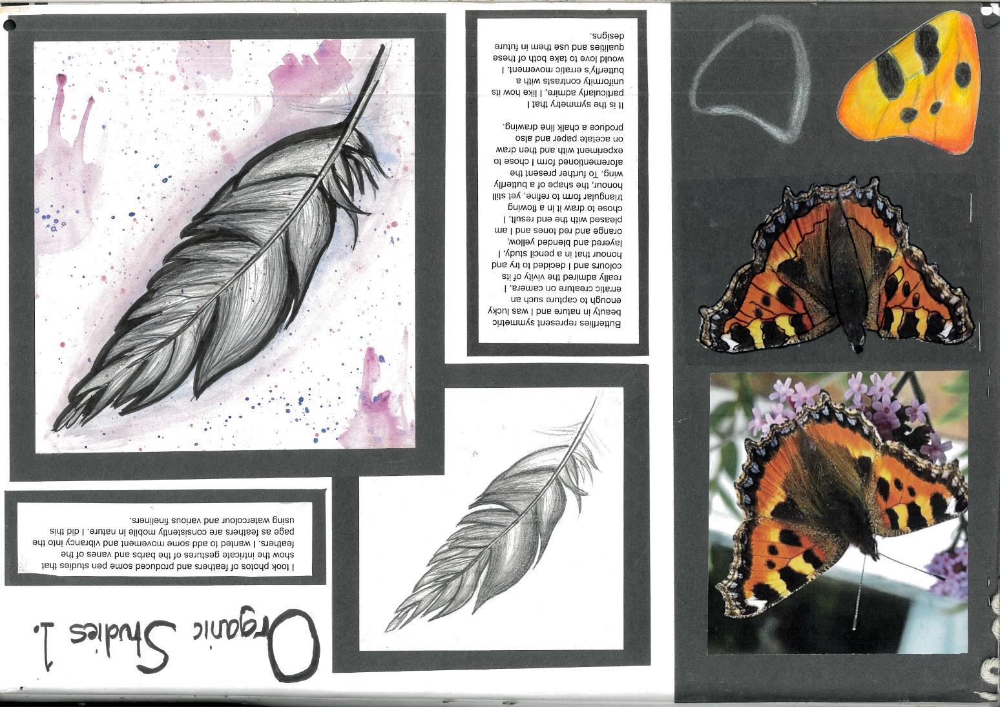 Organic Studies 1.
I took photos of feathers and produced some pen studies that
show the intricate gestures of the barbs and vanes of the
feathers. I wanted to add some movement and vibrancy into the
page as feathers are consistently mobile in nature. I did this
using watercolour and various fineliners.
Butterflies represent symmetric
beauty in nature and I was lucky
enough to capture such an
erratic creature on camera. I
really admired the vivity of its
colours and I decided to try and
honour that in a pencil study. I
layered and blended yellow,
orange and red tones and I am
pleased with the end result. I
chose to draw it in a flowing
triangular form to refine, yet still
honour, the shape of a butterfly
wing. To further present the
aforementioned form I chose to
experiment with and then draw
on acetate paper and also
produce a chalk line drawing.
It is the symmetry that I
particularly admire, I like how its
uniformity contrasts with a
butterfly's erratic movement. I
would love to take both of these
qualities and use them in future
designs.